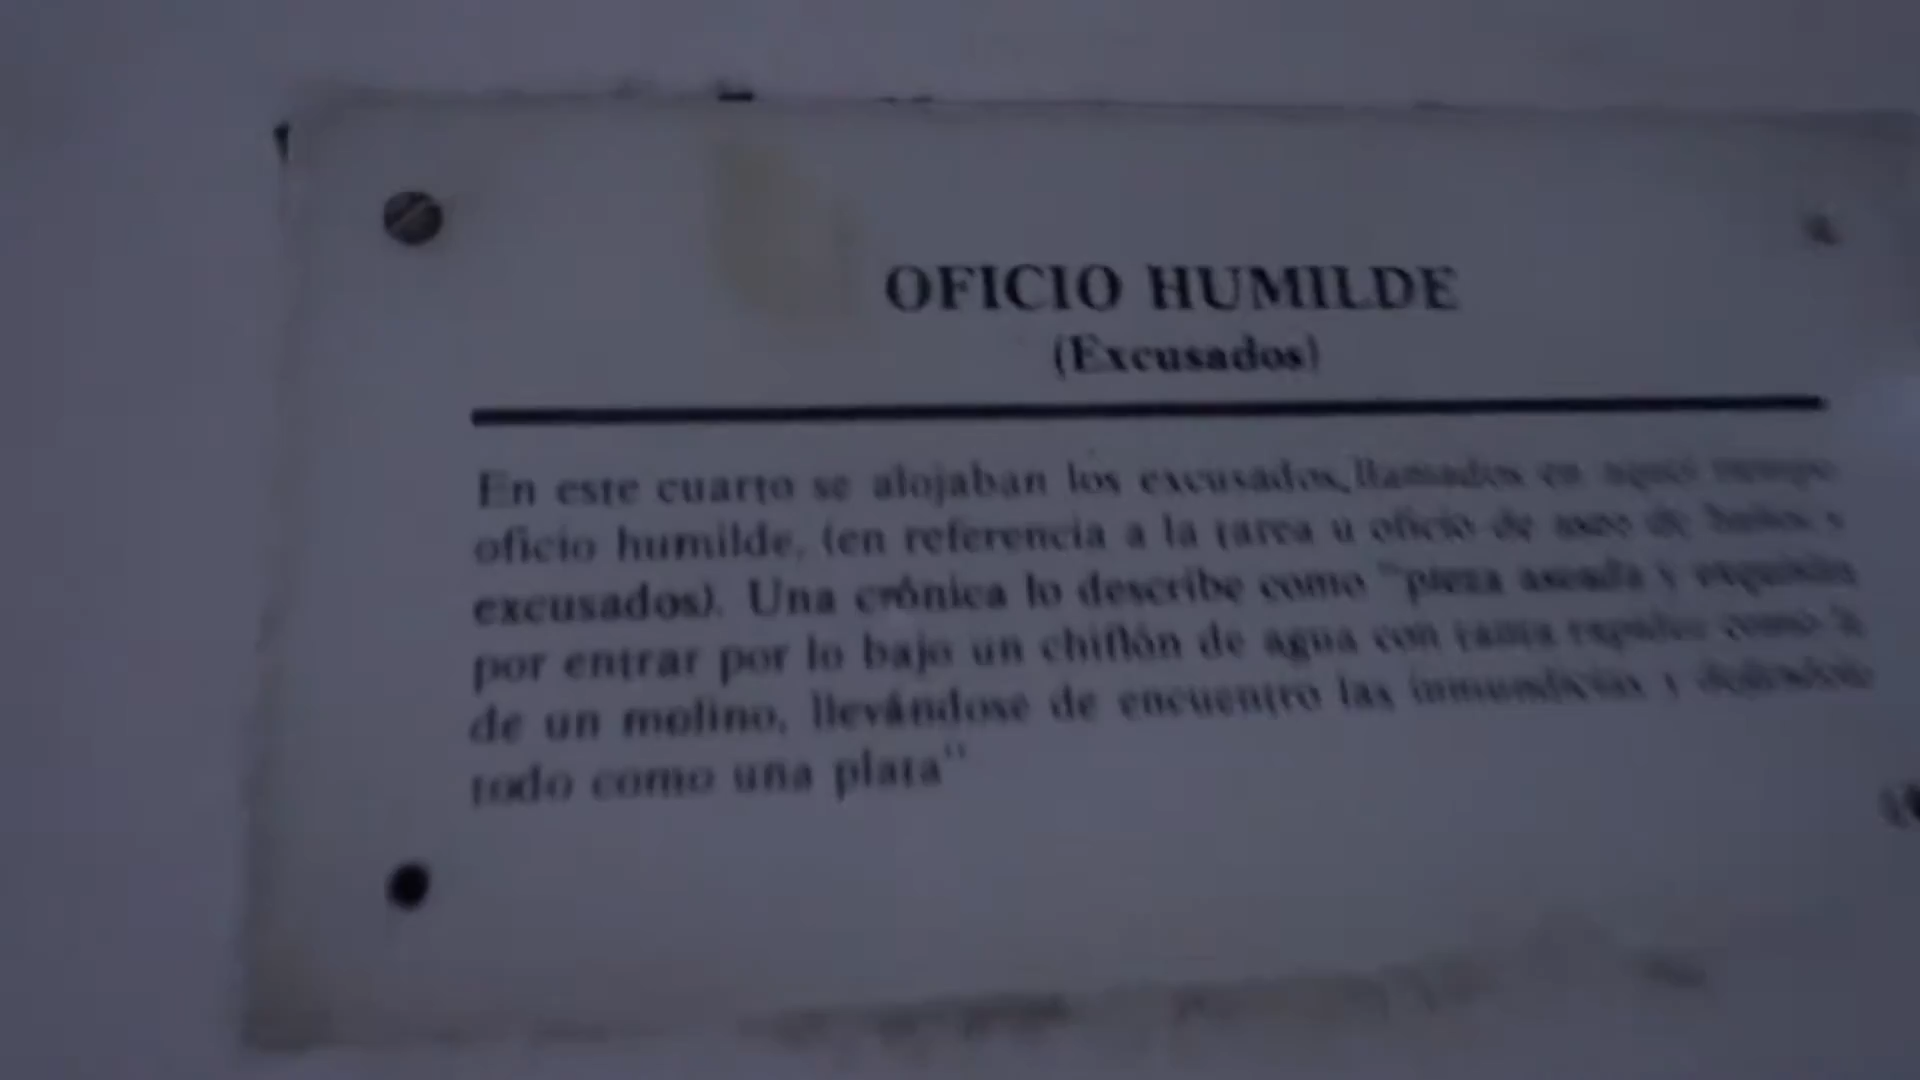 OFICIO HUMILDE
(Excusados)
En este cuarto se alojaban los excusados, llamados en aquel tiempo
oficio humilde, (en referencia a la tarea u oficio de aseo de baños y
excusados). Una crónica lo describe como "pieza aseada y exquisita
por entrar por lo bajo un chiflón de agua con tanta rapidez como la
de un molino, llevándose de encuentro las inmundicias y dejándolo
todo como una plata"